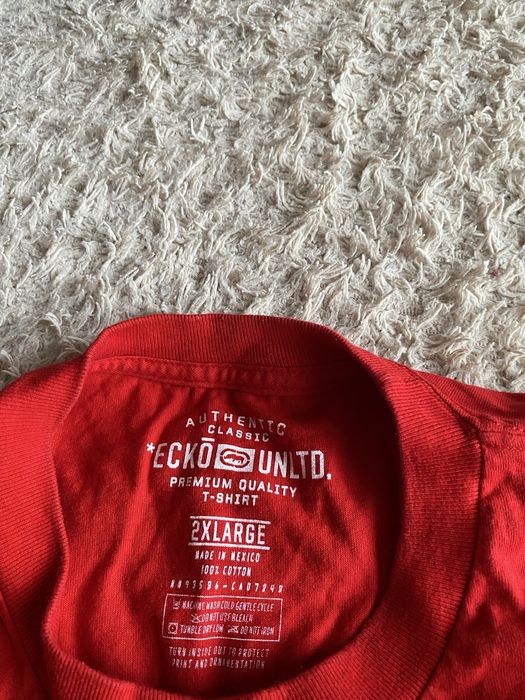 AUTHENTIC
CLASSIC
*ECKŌ UNLTD.
PREMIUM QUALITY
T-SHIRT
2XLARGE
MADE IN MEXICO
100% COTTON
MACHINE WASH COLD GENTLE CYCLE
DO NOT USE BLEACH
TUMBLE DRY LOW DO NOT IRON
TURN INSIDE OUT TO PROTECT
PRINT AND ORNAMENTATION